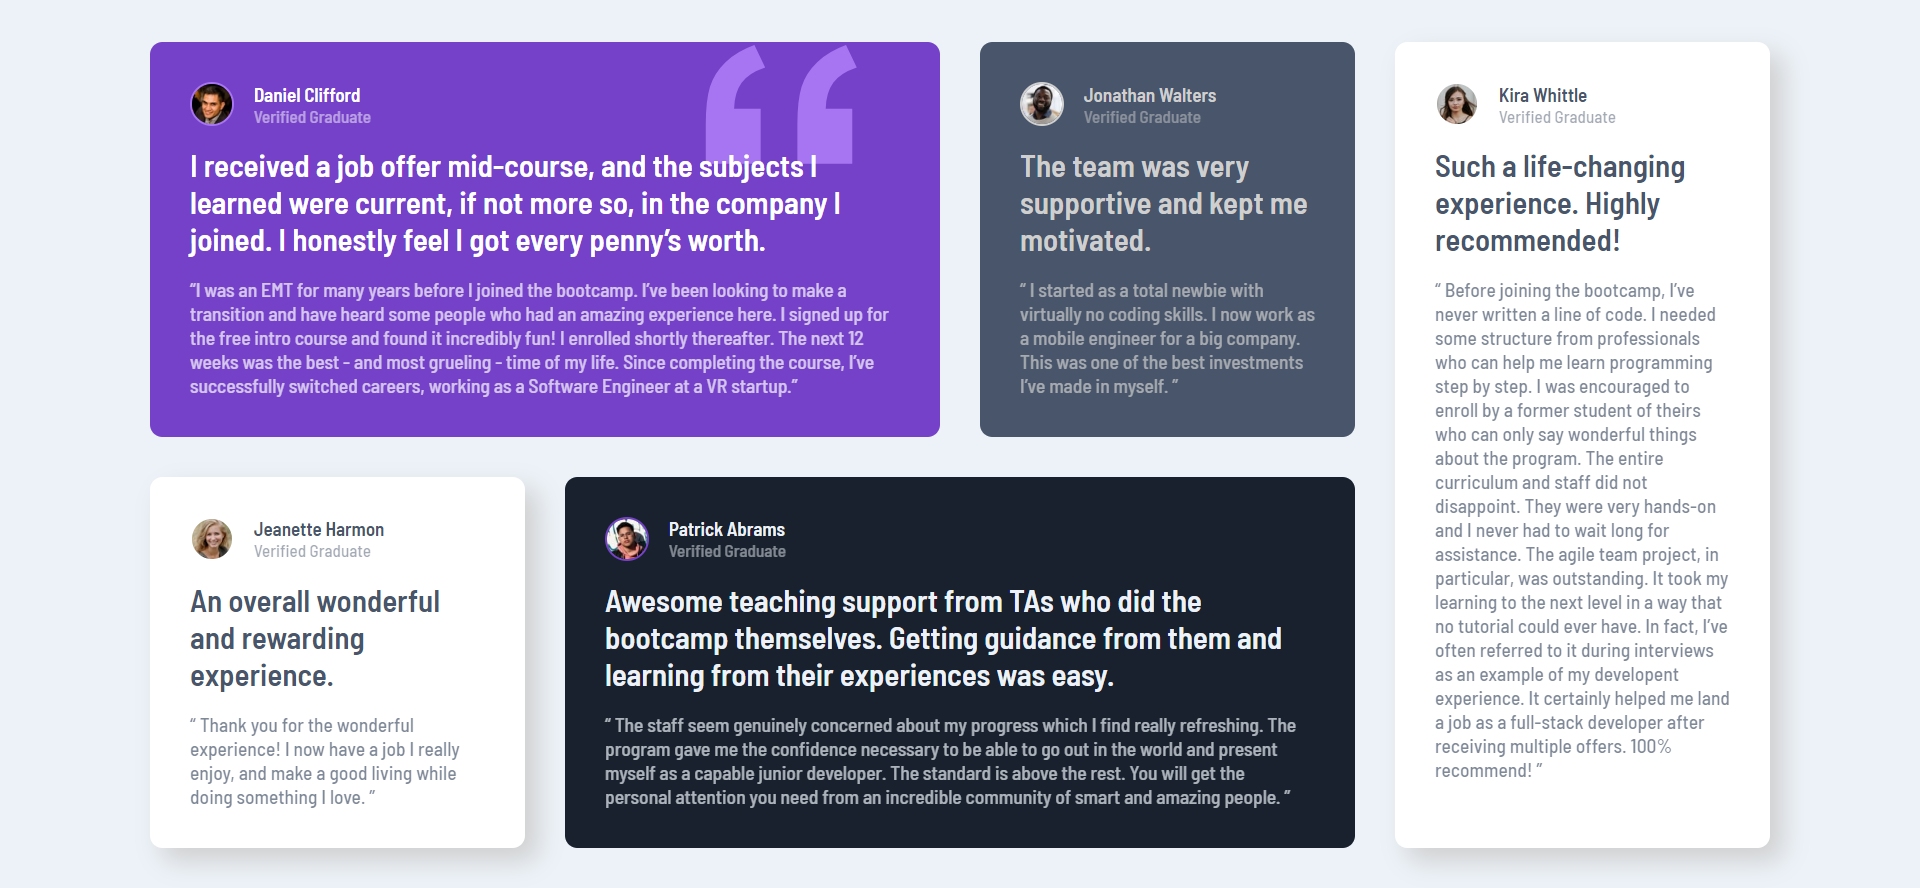 Daniel Clifford
Verified Graduate
I received a job offer mid-course, and the subjects I
learned were current, if not more so, in the company I
joined. I honestly feel I got every penny’s worth.
“I was an EMT for many years before I joined the bootcamp. I’ve been looking to make a
transition and have heard some people who had an amazing experience here. I signed up for
the free intro course and found it incredibly fun! I enrolled shortly thereafter. The next 12
weeks was the best - and most grueling - time of my life. Since completing the course, I’ve
successfully switched careers, working as a Software Engineer at a VR startup.”
Jonathan Walters
Verified Graduate
The team was very
supportive and kept me
motivated.
“ I started as a total newbie with
virtually no coding skills. I now work as
a mobile engineer for a big company.
This was one of the best investments
I’ve made in myself. ”
Kira Whittle
Verified Graduate
Such a life-changing
experience. Highly
recommended!
“ Before joining the bootcamp, I’ve
never written a line of code. I needed
some structure from professionals
who can help me learn programming
step by step. I was encouraged to
enroll by a former student of theirs
who can only say wonderful things
about the program. The entire
curriculum and staff did not
disappoint. They were very hands-on
and I never had to wait long for
assistance. The agile team project, in
particular, was outstanding. It took my
learning to the next level in a way that
no tutorial could ever have. In fact, I’ve
often referred to it during interviews
as an example of my developent
experience. It certainly helped me land
a job as a full-stack developer after
receiving multiple offers. 100%
recommend! “
Jeanette Harmon
Verified Graduate
An overall wonderful
and rewarding
experience.
“ Thank you for the wonderful
experience! I now have a job I really
enjoy, and make a good living while
doing something I love. ”
Patrick Abrams
Verified Graduate
Awesome teaching support from TAs who did the
bootcamp themselves. Getting guidance from them and
learning from their experiences was easy.
“ The staff seem genuinely concerned about my progress which I find really refreshing. The
program gave me the confidence necessary to be able to go out in the world and present
myself as a capable junior developer. The standard is above the rest. You will get the
personal attention you need from an incredible community of smart and amazing people. ”